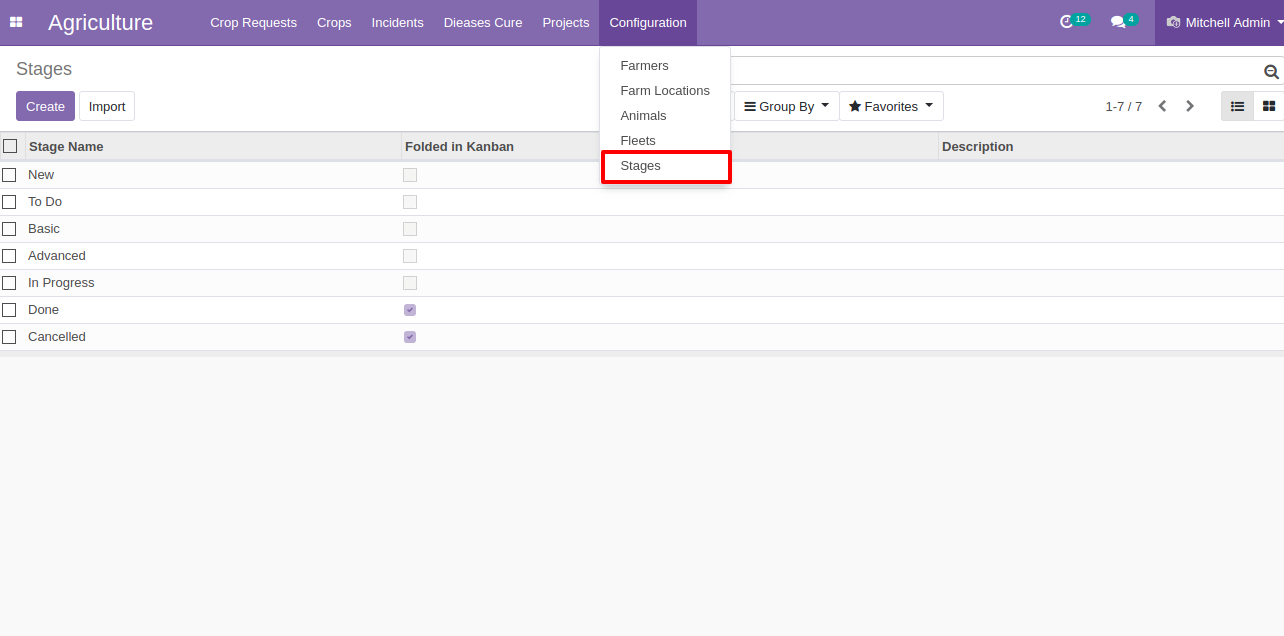 Agriculture Crop Requests Crops Incidents Dieases Cure Projects Configuration 12 4 Mitchell Admin
Stages
Farmers
Farm Locations
Animals
Fleets
Stages
Create Import Group By Favorites 1-7 / 7
Stage Name Folded in Kanban Description
New
To Do
Basic
Advanced
In Progress
Done
Cancelled